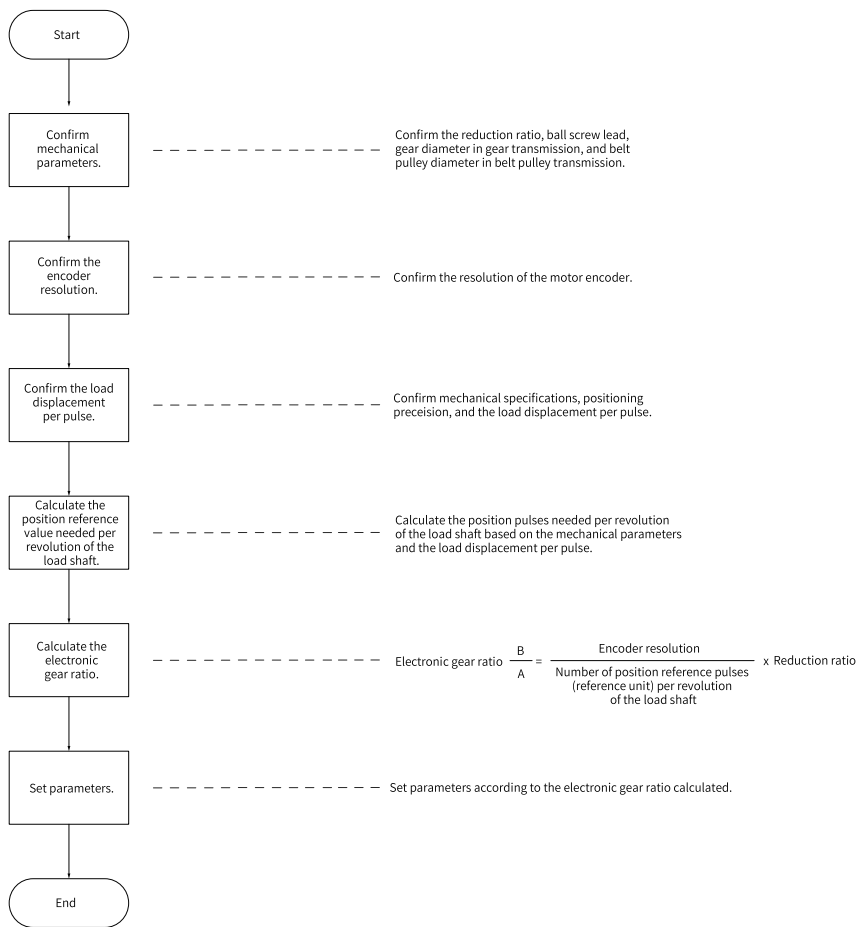 Start
Confirm
mechanical
parameters.
Confirm the reduction ratio, ball screw lead,
gear diameter in gear transmission, and belt
pulley diameter in belt pulley transmission.
Confirm the
encoder
resolution.
Confirm the resolution of the motor encoder.
Confirm the load
displacement
per pulse.
Confirm mechanical specifications, positioning
preceision, and the load displacement per pulse.
Calculate the
position reference
value needed per
revolution of the
load shaft.
Calculate the position pulses needed per revolution
of the load shaft based on the mechanical parameters
and the load displacement per pulse.
Calculate the
electronic
gear ratio.
Electronic gear ratio B/A = Encoder resolution
Number of position reference pulses
(reference unit) per revolution
of the load shaft
x Reduction ratio
Set parameters.
Set parameters according to the electronic gear ratio calculated.
End